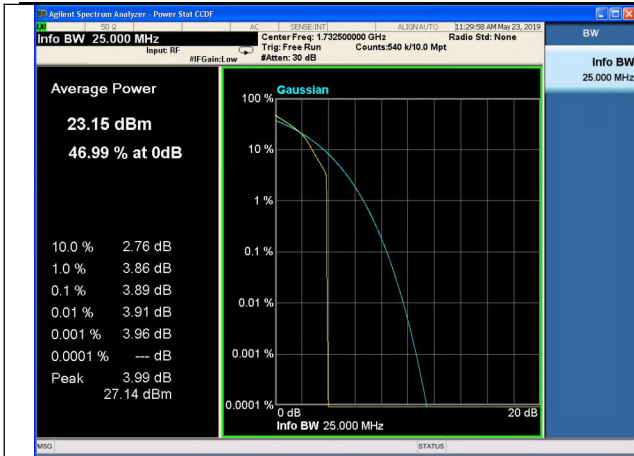 Agilent Spectrum Analyzer - Power Stat CCDF
50 Ω AC SENSE:INT ALIGN AUTO 11:29:58 AM May 23, 2019
Info BW 25.000 MHz Center Freq: 1.732500000 GHz Radio Std: None
Input: RF Trig: Free Run Counts:540 k/10.0 Mpt
#IFGain:Low #Atten: 30 dB
BW
Info BW
25.000 MHz
Average Power
23.15 dBm
46.99 % at 0dB
10.0 % 2.76 dB
1.0 % 3.86 dB
0.1 % 3.89 dB
0.01 % 3.91 dB
0.001 % 3.96 dB
0.0001 % --- dB
Peak 3.99 dB
27.14 dBm
Gaussian
100 %
10 %
1 %
0.1 %
0.01 %
0.001 %
0.0001 %
0 dB 20 dB
Info BW 25.000 MHz
MSG STATUS